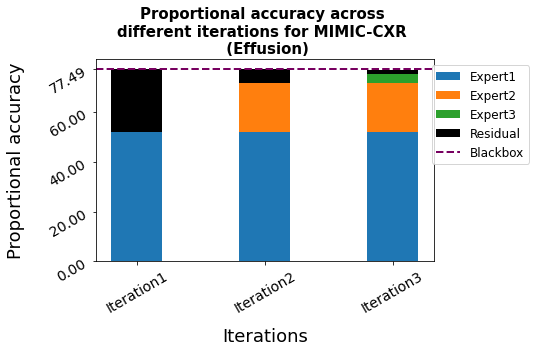 Proportional accuracy across
different iterations for MIMIC-CXR
(Effusion)
Proportional accuracy
77.49
60.00
40.00
20.00
0.00
Expert1
Expert2
Expert3
Residual
Blackbox
Iteration1
Iteration2
Iteration3
Iterations